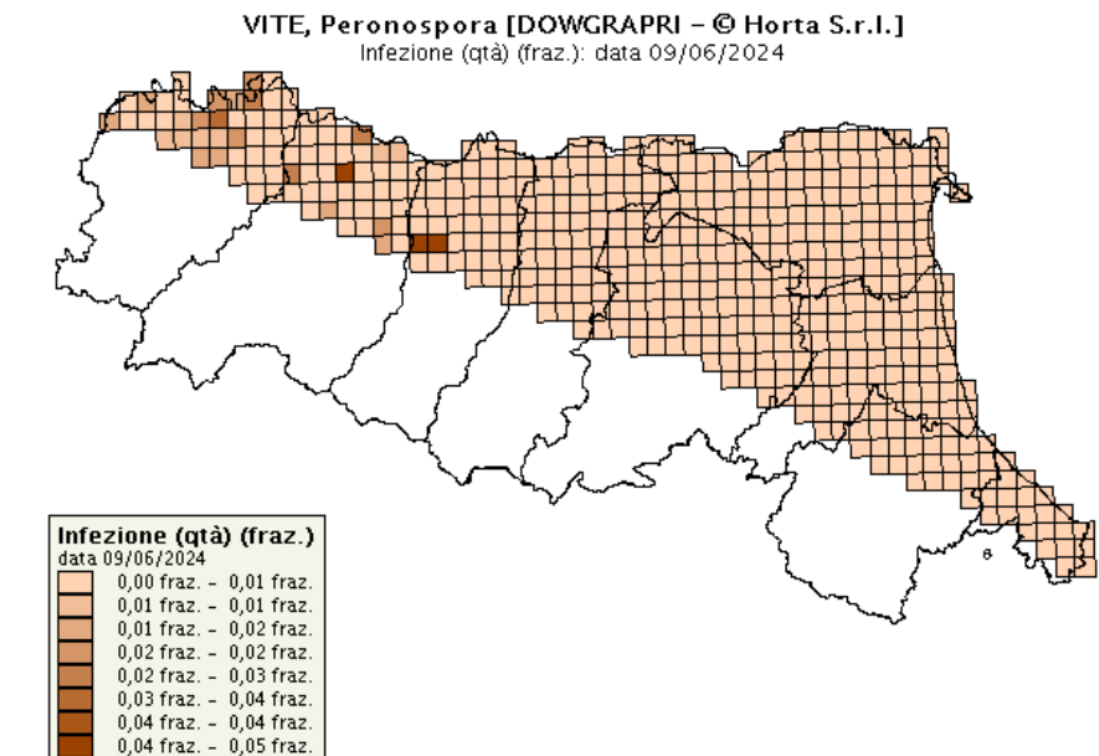 VITE, Peronospora [DOWGRAPRI – © Horta S.r.l.]
Infezione (qtà) (fraz.): data 09/06/2024
Infezione (qtà) (fraz.)
data 09/06/2024
0,00 fraz. – 0,01 fraz.
0,01 fraz. – 0,01 fraz.
0,01 fraz. – 0,02 fraz.
0,02 fraz. – 0,02 fraz.
0,02 fraz. – 0,03 fraz.
0,03 fraz. – 0,04 fraz.
0,04 fraz. – 0,04 fraz.
0,04 fraz. – 0,05 fraz.